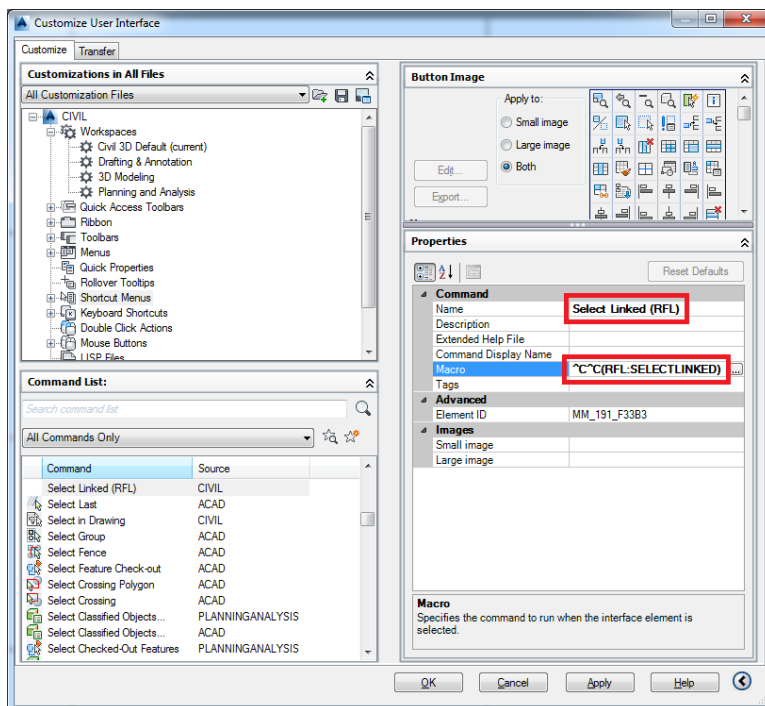 Customize User Interface
Customize
Transfer
Customizations in All Files
All Customization Files
CIVIL
Workspaces
Civil 3D Default (current)
Drafting & Annotation
3D Modeling
Planning and Analysis
Quick Access Toolbars
Ribbon
Toolbars
Menus
Quick Properties
Rollover Tooltips
Shortcut Menus
Keyboard Shortcuts
Double Click Actions
Mouse Buttons
LISP Files
Command List:
Search command list
All Commands Only
Command Source
Select Linked (RFL) CIVIL
Select Last ACAD
Select in Drawing CIVIL
Select Group ACAD
Select Fence ACAD
Select Feature Check-out ACAD
Select Crossing Polygon ACAD
Select Crossing ACAD
Select Classified Objects... PLANNINGANALYSIS
Select Classified Objects... ACAD
Select Checked-Out Features PLANNINGANALYSIS
Button Image
Apply to:
Small image
Large image
Both
Edit...
Export...
Properties
Reset Defaults
Command
Name Select Linked (RFL)
Description
Extended Help File
Command Display Name
Macro ^C^C(RFL:SELECTLINKED) ...
Tags
Advanced
Element ID MM_191_F33B3
Images
Small image
Large image
Macro
Specifies the command to run when the interface element is
selected.
OK
Cancel
Apply
Help